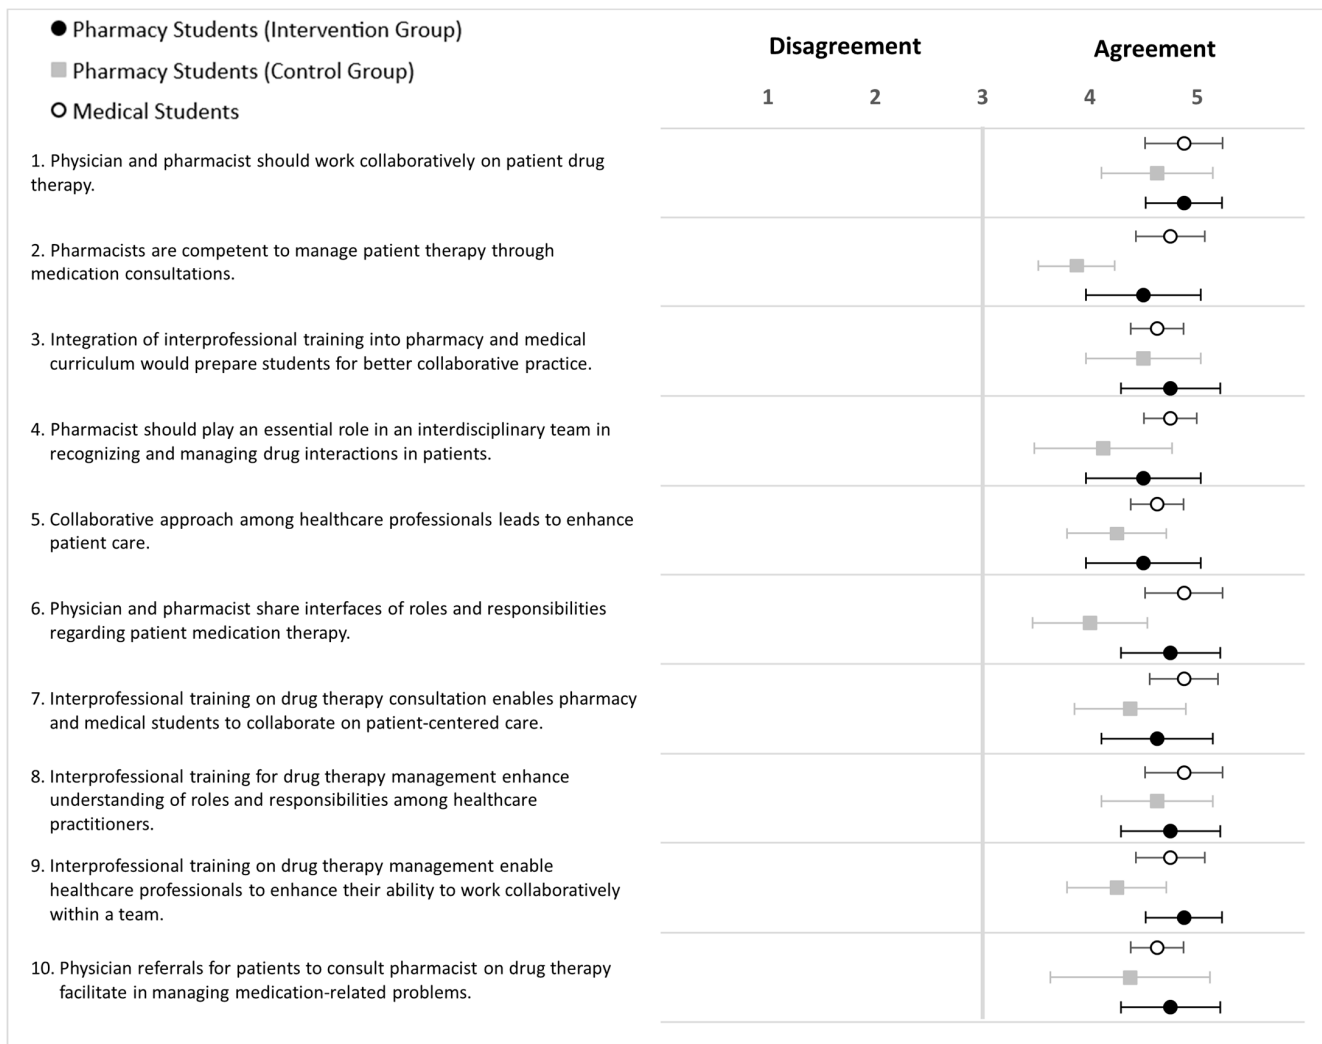 Pharmacy Students (Intervention Group)
Pharmacy Students (Control Group)
Medical Students
Disagreement Agreement
1 2 3 4 5
1. Physician and pharmacist should work collaboratively on patient drug
therapy.
2. Pharmacists are competent to manage patient therapy through
medication consultations.
3. Integration of interprofessional training into pharmacy and medical
curriculum would prepare students for better collaborative practice.
4. Pharmacist should play an essential role in an interdisciplinary team in
recognizing and managing drug interactions in patients.
5. Collaborative approach among healthcare professionals leads to enhance
patient care.
6. Physician and pharmacist share interfaces of roles and responsibilities
regarding patient medication therapy.
7. Interprofessional training on drug therapy consultation enables pharmacy
and medical students to collaborate on patient-centered care.
8. Interprofessional training for drug therapy management enhance
understanding of roles and responsibilities among healthcare
practitioners.
9. Interprofessional training on drug therapy management enable
healthcare professionals to enhance their ability to work collaboratively
within a team.
10. Physician referrals for patients to consult pharmacist on drug therapy
facilitate in managing medication-related problems.